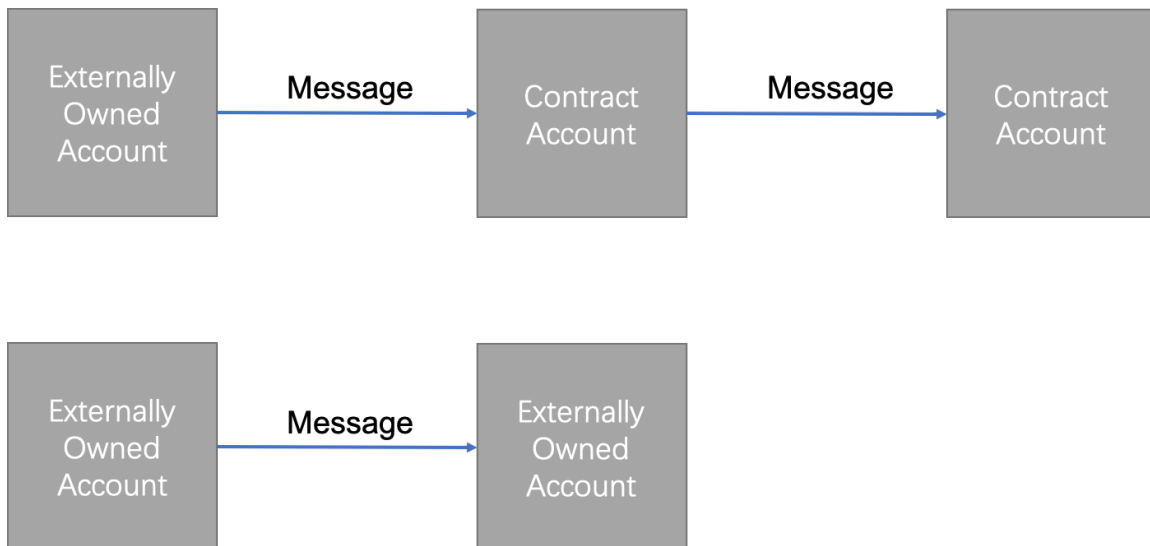 Externally
Owned
Account
Message
Contract
Account
Message
Contract
Account
Externally
Owned
Account
Message
Externally
Owned
Account